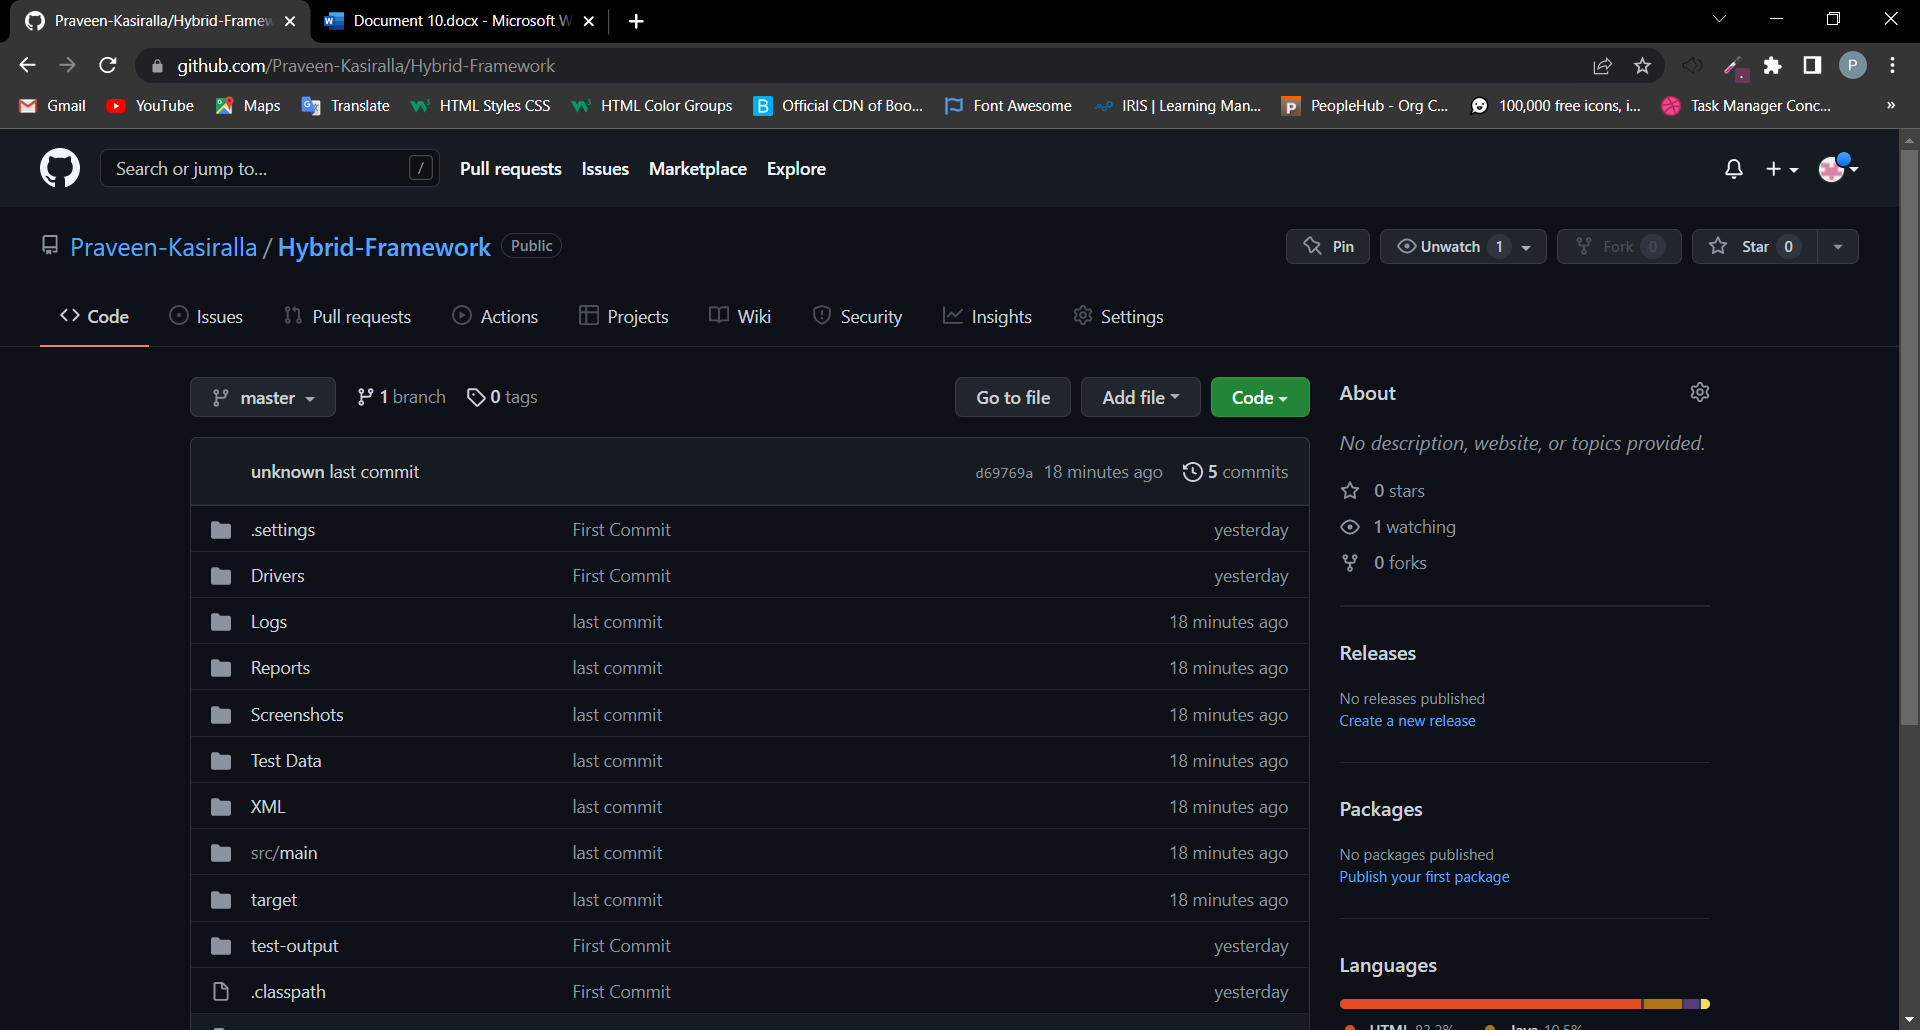 Praveen-Kasiralla/Hybrid-Framew
Document 10.docx - Microsoft W
github.com/Praveen-Kasiralla/Hybrid-Framework
P
Gmail YouTube Maps Translate HTML Styles CSS HTML Color Groups B Official CDN of Boo... Font Awesome IRIS | Learning Man... P PeopleHub - Org C... 100,000 free icons, i... Task Manager Conc... »
Search or jump to... / Pull requests Issues Marketplace Explore
Praveen-Kasiralla / Hybrid-Framework Public
Pin Unwatch 1 Fork 0 Star 0
Code Issues Pull requests Actions Projects Wiki Security Insights Settings
master 1 branch 0 tags Go to file Add file Code
unknown last commit d69769a 18 minutes ago 5 commits
.settings First Commit yesterday
Drivers First Commit yesterday
Logs last commit 18 minutes ago
Reports last commit 18 minutes ago
Screenshots last commit 18 minutes ago
Test Data last commit 18 minutes ago
XML last commit 18 minutes ago
src/main last commit 18 minutes ago
target last commit 18 minutes ago
test-output First Commit yesterday
.classpath First Commit yesterday
About
No description, website, or topics provided.
0 stars
1 watching
0 forks
Releases
No releases published
Create a new release
Packages
No packages published
Publish your first package
Languages
HTML 83.2% Java 10.5%